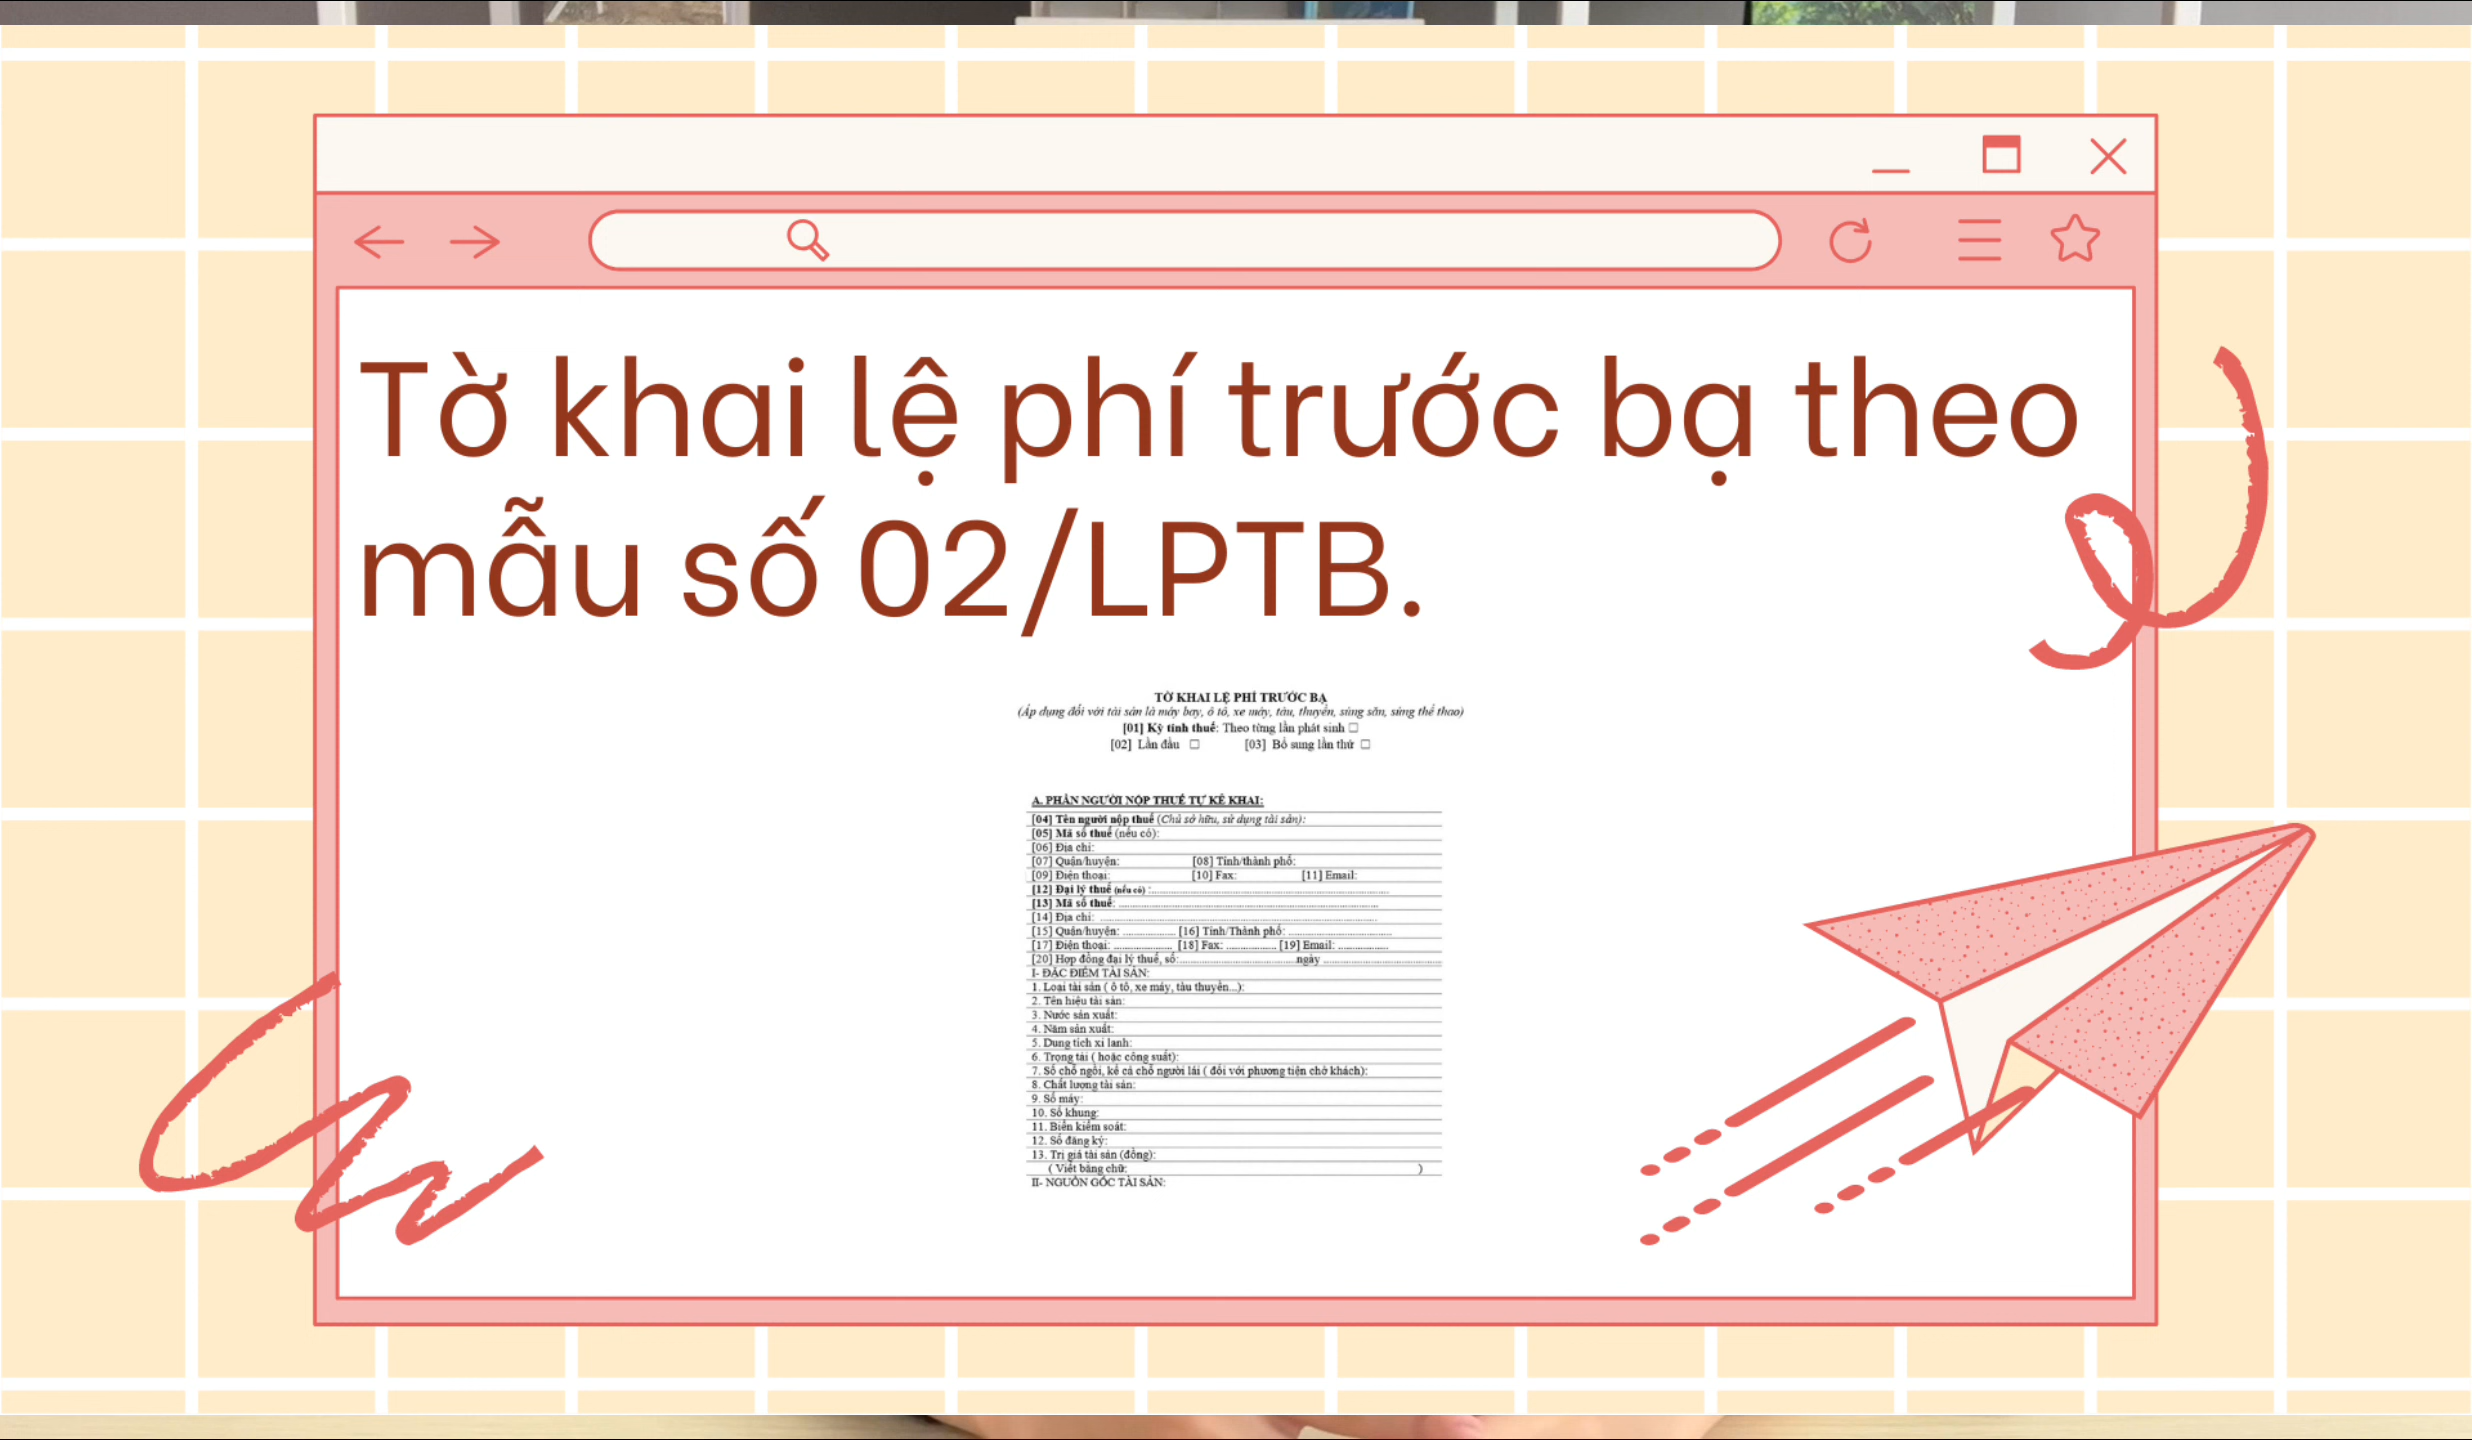 Tờ khai lệ phí trước bạ theo
mẫu số 02/LPTB.
TỜ KHAI LỆ PHÍ TRƯỚC BẠ
(Áp dụng đối với tài sản là máy bay, ô tô, xe máy, tàu, thuyền, súng săn, súng thể thao)
[01] Kỳ tính thuế: Theo từng lần phát sinh ☐
[02] Lần đầu ☐ [03] Bổ sung lần thứ ☐
A. PHẦN NGƯỜI NỘP THUẾ TỰ KÊ KHAI:
[04] Tên người nộp thuế (Chủ sở hữu, sử dụng tài sản):
[05] Mã số thuế (nếu có):
[06] Địa chỉ:
[07] Quận/huyện: [08] Tỉnh/thành phố:
[09] Điện thoại: [10] Fax: [11] Email:
[12] Đại lý thuế (nếu có) :..........
[13] Mã số thuế: ..........
[14] Địa chỉ: ..........
[15] Quận/huyện: .......... [16] Tỉnh/Thành phố: ..........
[17] Điện thoại: .......... [18] Fax: .......... [19] Email: ..........
[20] Hợp đồng đại lý thuế, số:..........ngày ..........
I- ĐẶC ĐIỂM TÀI SẢN:
1. Loại tài sản ( ô tô, xe máy, tàu thuyền...):
2. Tên hiệu tài sản:
3. Nước sản xuất:
4. Năm sản xuất:
5. Dung tích xi lanh:
6. Trọng tải ( hoặc công suất):
7. Số chỗ ngồi, kể cả chỗ người lái ( đối với phương tiện chở khách):
8. Chất lượng tài sản:
9. Số máy:
10. Số khung:
11. Biển kiểm soát:
12. Số đăng ký:
13. Trị giá tài sản (đồng):
( Viết bằng chữ: )
II- NGUỒN GỐC TÀI SẢN: